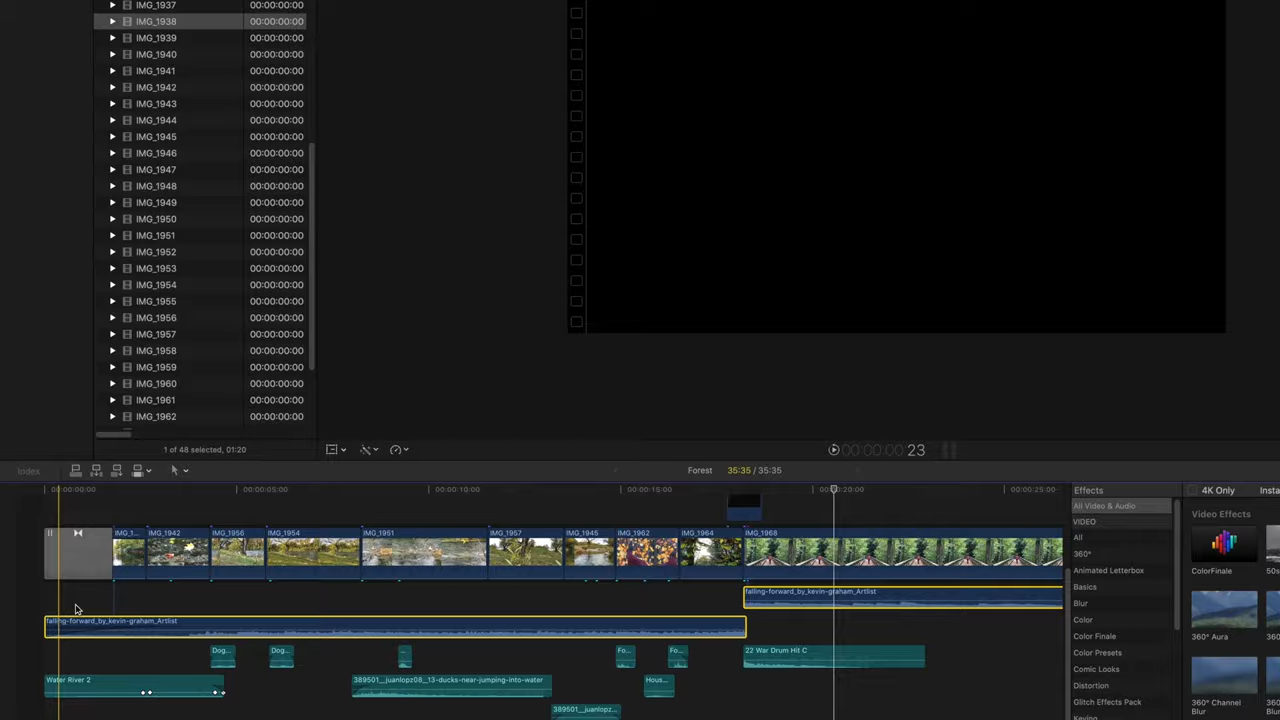 IMG_1937 00:00:00:00
IMG_1938 00:00:00:00
IMG_1939 00:00:00:00
IMG_1940 00:00:00:00
IMG_1941 00:00:00:00
IMG_1942 00:00:00:00
IMG_1943 00:00:00:00
IMG_1944 00:00:00:00
IMG_1945 00:00:00:00
IMG_1946 00:00:00:00
IMG_1947 00:00:00:00
IMG_1948 00:00:00:00
IMG_1949 00:00:00:00
IMG_1950 00:00:00:00
IMG_1951 00:00:00:00
IMG_1952 00:00:00:00
IMG_1953 00:00:00:00
IMG_1954 00:00:00:00
IMG_1955 00:00:00:00
IMG_1956 00:00:00:00
IMG_1957 00:00:00:00
IMG_1958 00:00:00:00
IMG_1959 00:00:00:00
IMG_1960 00:00:00:00
IMG_1961 00:00:00:00
IMG_1962 00:00:00:00
1 of 48 selected, 01:20
00:00:00:00 23
Index
Forest 35:35 / 35:35
00:00:00:00 00:00:05:00 00:00:10:00 00:00:15:00 00:00:20:00 00:00:25:00
IMG_1... IMG_1942 IMG_1956 IMG_1954 IMG_1951 IMG_1957 IMG_1945 IMG_1962 IMG_1964 IMG_1968
falling-forward_by_kevin-graham_Artlist
falling-forward_by_kevin-graham_Artlist
Dog... Dog... ... Fo... Fo... 22 War Drum Hit C
Water River 2 389501__juanlopz08__13-ducks-near-jumping-into-water Hous...
389501__juanlopz...
Effects
All Video & Audio
VIDEO
All
360°
Animated Letterbox
Basics
Blur
Color
Color Finale
Color Presets
Comic Looks
Distortion
Glitch Effects Pack
Keying
4K Only Insta
Video Effects
ColorFinale 50s
360° Aura
360° Channel
Blur